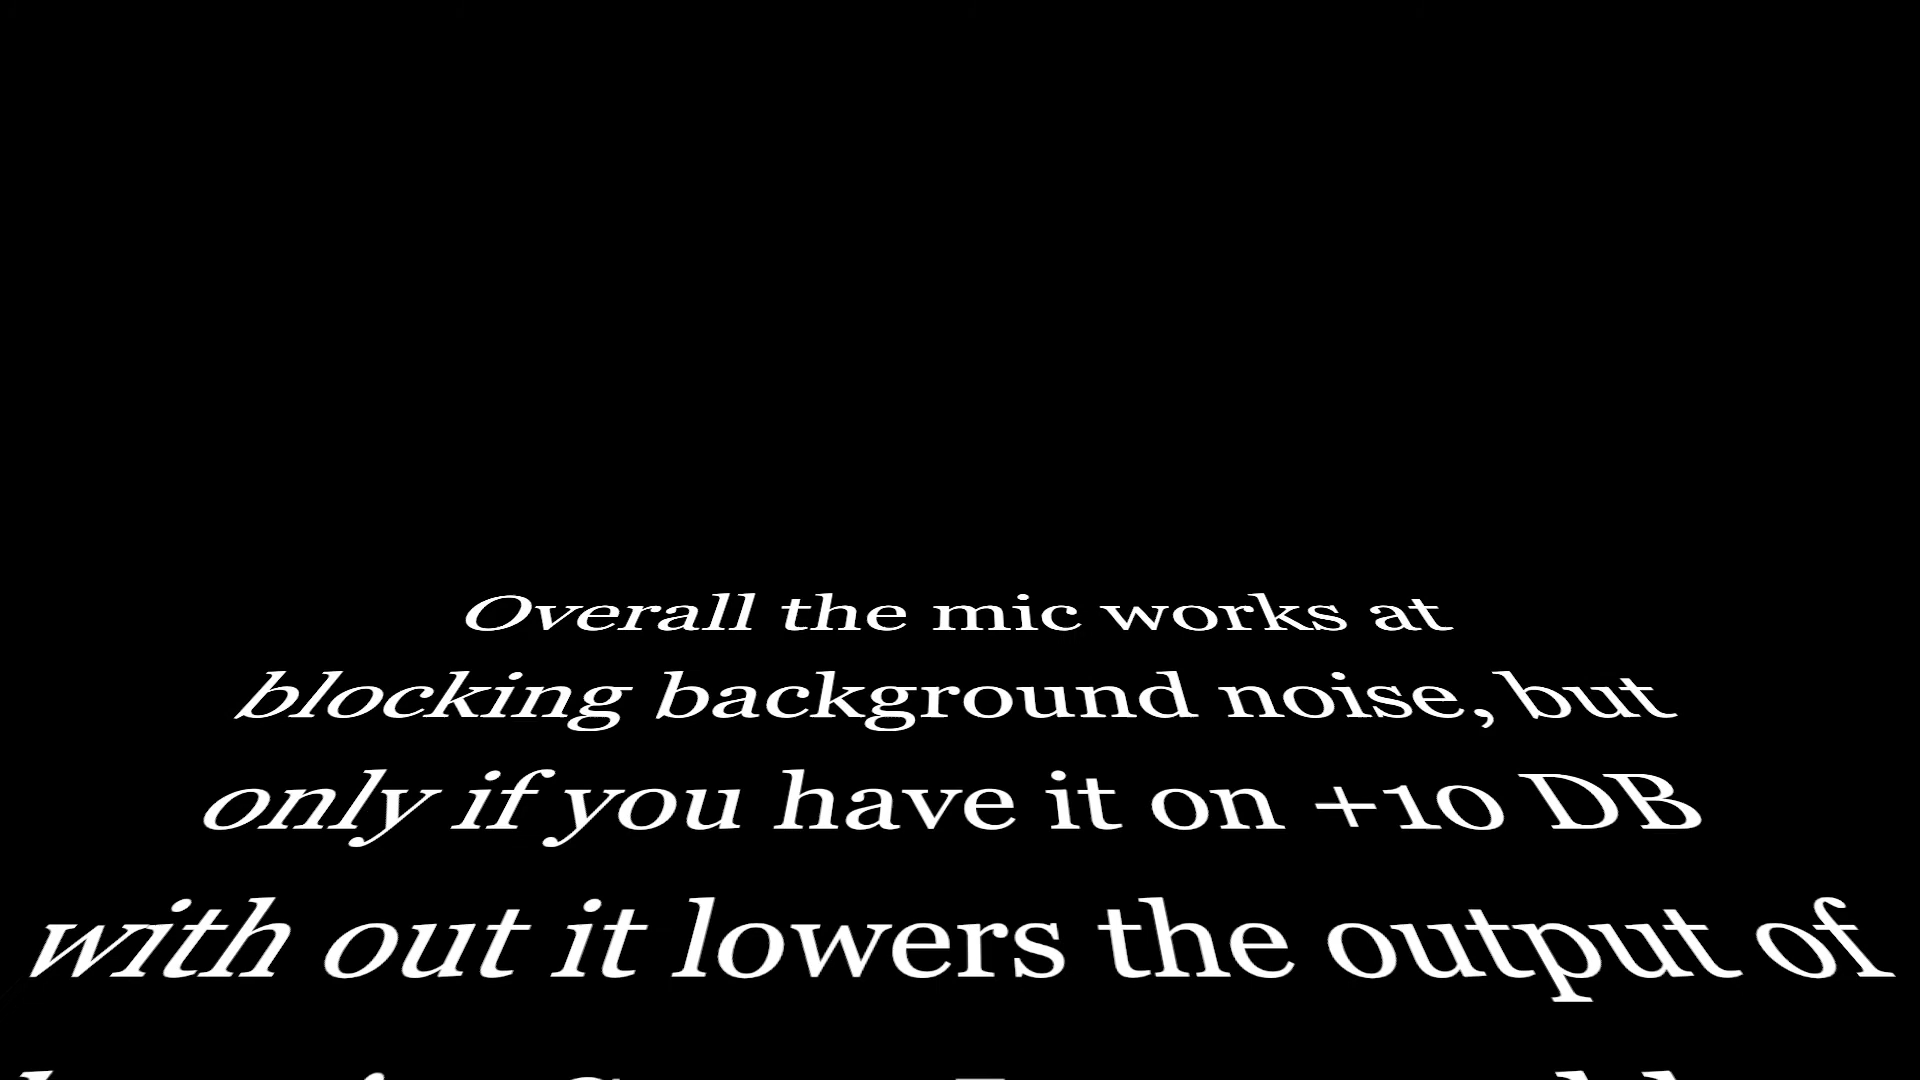 Overall the mic works at
blocking background noise, but
only if you have it on +10 DB
with out it lowers the output of